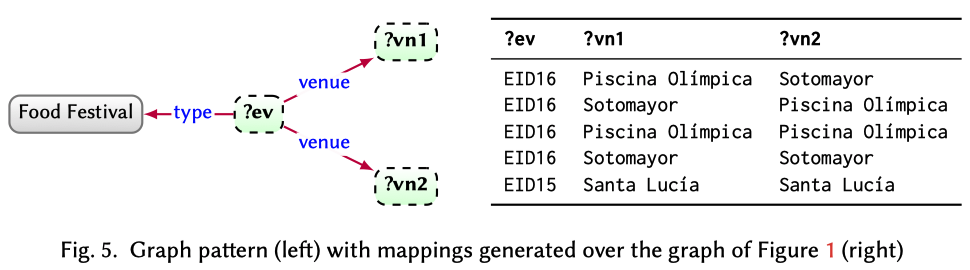 Food Festival
type
?ev
venue
?vn1
venue
?vn2
?ev ?vn1 ?vn2
EID16 Piscina Olímpica Sotomayor
EID16 Sotomayor Piscina Olímpica
EID16 Piscina Olímpica Piscina Olímpica
EID16 Sotomayor Sotomayor
EID15 Santa Lucía Santa Lucía
Fig. 5. Graph pattern (left) with mappings generated over the graph of Figure 1 (right)